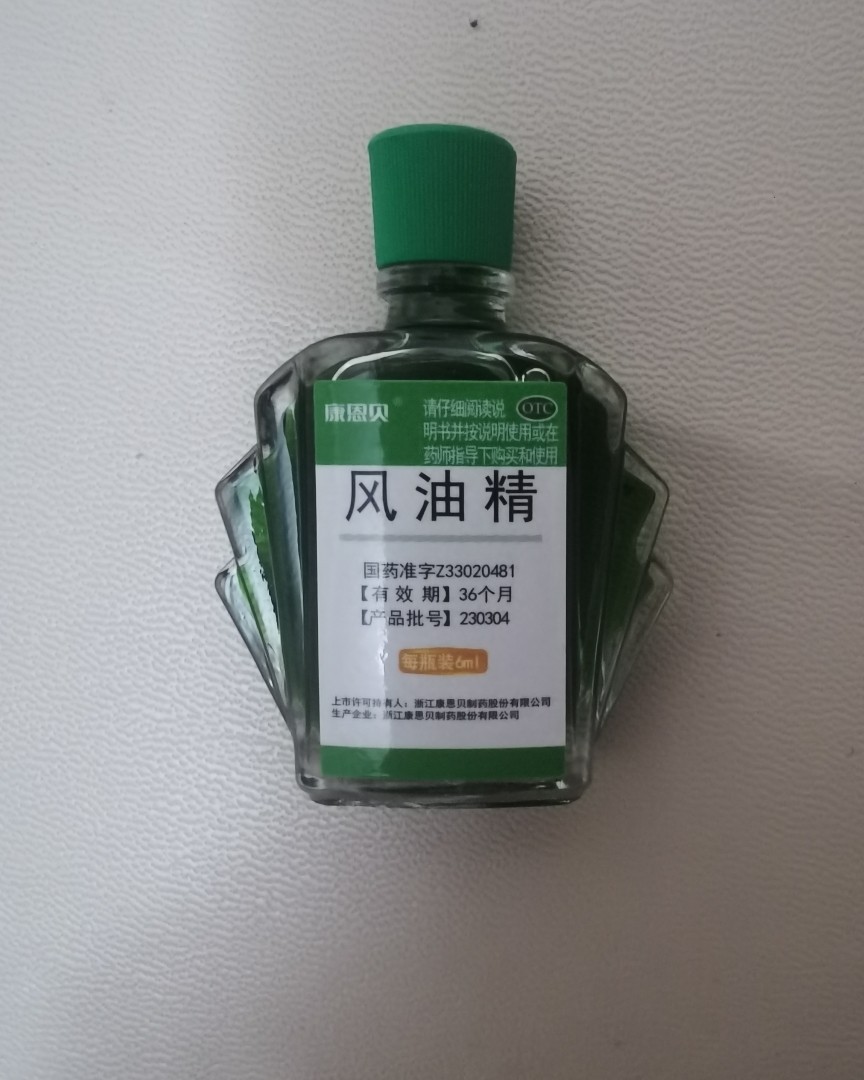 康恩贝
请仔细阅读说
OTC
明书并按说明使用或在
药师指导下购买和使用
风油精
国药准字Z33020481
【有效期】36个月
【产品批号】230304
每瓶装6ml
上市许可持有人：浙江康恩贝制药股份有限公司
生产企业：浙江康恩贝制药股份有限公司